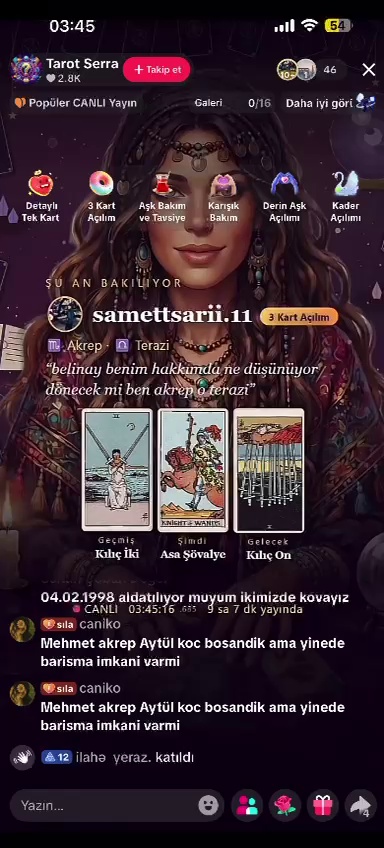 03:45
54
Tarot Serra
2.8K
+ Takip et
10
46
Popüler CANLI Yayın
Galeri
0/16
Daha iyi göri
Detaylı Tek Kart
3 Kart Açılım
Aşk Bakım ve Tavsiye
Karışık Bakım
Derin Aşk Açılımı
Kader Açılımı
ŞU AN BAKILIYOR
samettsarii.11
3 Kart Açılım
Akrep · Terazi
“belinay benim hakkımda ne düşünüyor
dönecek mi ben akrep o terazi”
II
KNIGHT of WANDS.
X
Geçmiş
Kılıç İki
Şimdi
Asa Şövalye
Gelecek
Kılıç On
04.02.1998 aldatılıyor muyum ikimizde kovayız
CANLI 03:45:16 .685 9 sa 7 dk yayında
sıla caniko
Mehmet akrep Aytül koc bosandik ama yinede
barisma imkani varmi
sıla caniko
Mehmet akrep Aytül koc bosandik ama yinede
barisma imkani varmi
12 ilahə yeraz. katıldı
Yazın...
4